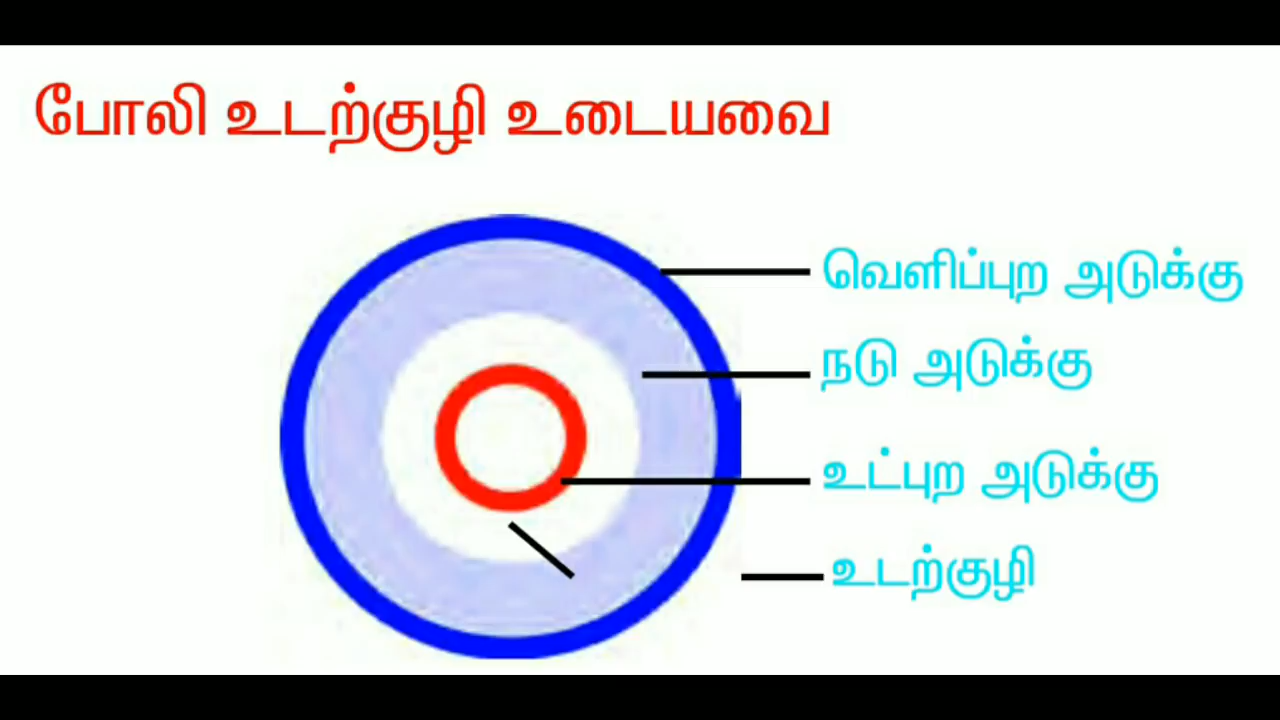 போலி உடற்குழி உடையவை
வெளிப்புற அடுக்கு
நடு அடுக்கு
உட்புற அடுக்கு
உடற்குழி